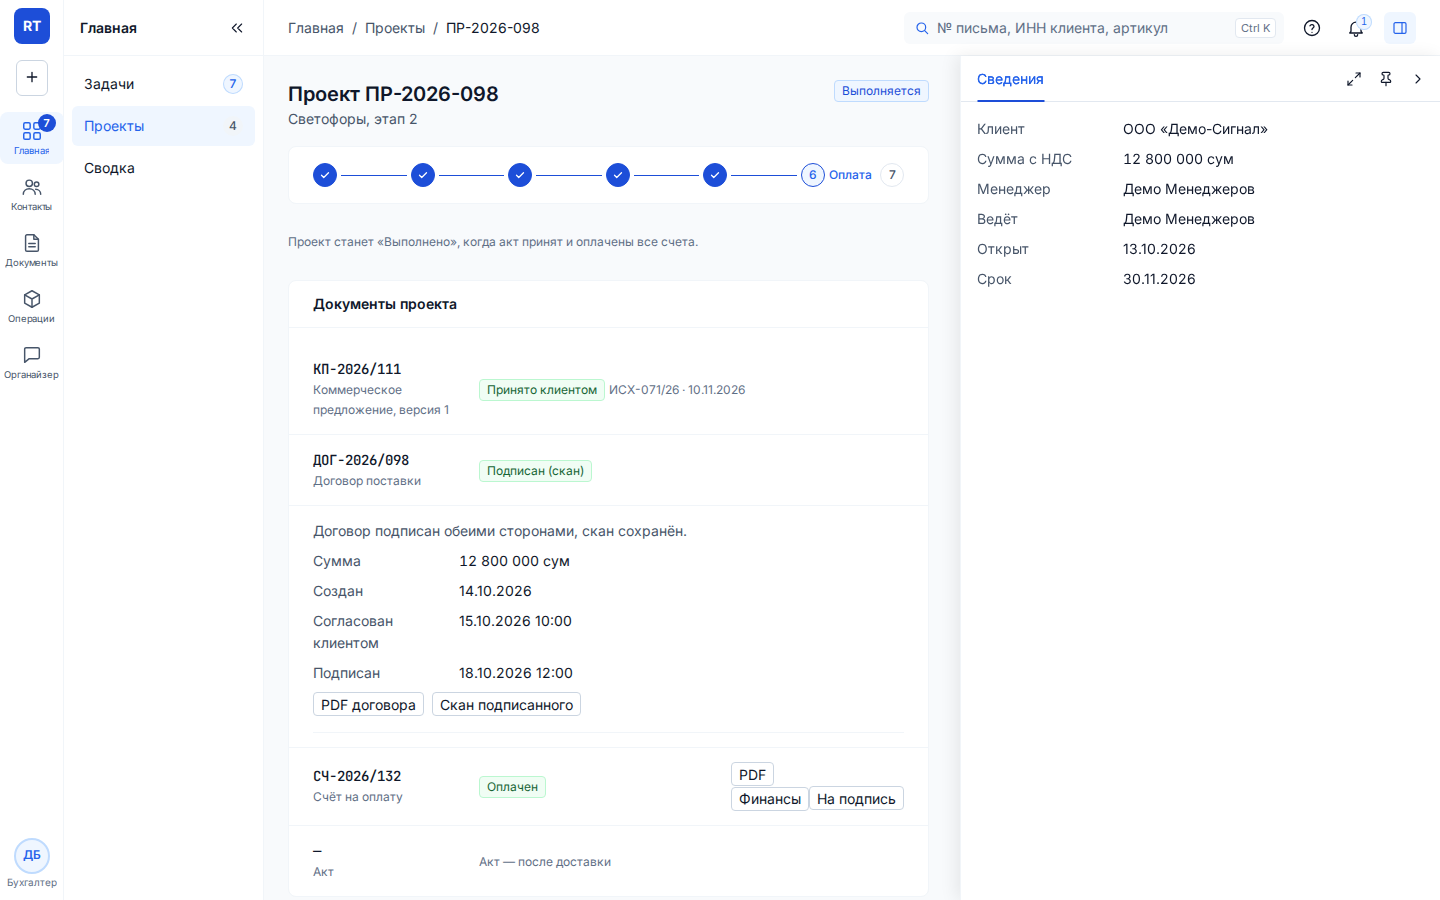 RT
Главная
7
Главная
Контакты
Документы
Операции
Органайзер
ДБ
Бухгалтер
Задачи 7
Проекты 4
Сводка
Главная / Проекты / ПР-2026-098
№ письма, ИНН клиента, артикул Ctrl K
1
Проект ПР-2026-098
Выполняется
Светофоры, этап 2
6 Оплата 7
Проект станет «Выполнено», когда акт принят и оплачены все счета.
Документы проекта
КП-2026/111
Коммерческое
предложение, версия 1
Принято клиентом ИСХ-071/26 · 10.11.2026
ДОГ-2026/098
Договор поставки
Подписан (скан)
Договор подписан обеими сторонами, скан сохранён.
Сумма 12 800 000 сум
Создан 14.10.2026
Согласован 15.10.2026 10:00
клиентом
Подписан 18.10.2026 12:00
PDF договора Скан подписанного
СЧ-2026/132
Счёт на оплату
Оплачен
PDF
Финансы На подпись
—
Акт
Акт — после доставки
Сведения
Клиент ООО «Демо-Сигнал»
Сумма с НДС 12 800 000 сум
Менеджер Демо Менеджеров
Ведёт Демо Менеджеров
Открыт 13.10.2026
Срок 30.11.2026